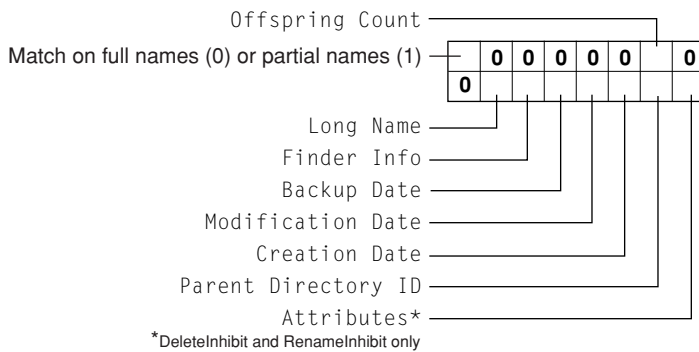 Offspring Count
Match on full names (0) or partial names (1)
0 0 0 0 0 0
0
Long Name
Finder Info
Backup Date
Modification Date
Creation Date
Parent Directory ID
Attributes*
*DeleteInhibit and RenameInhibit only